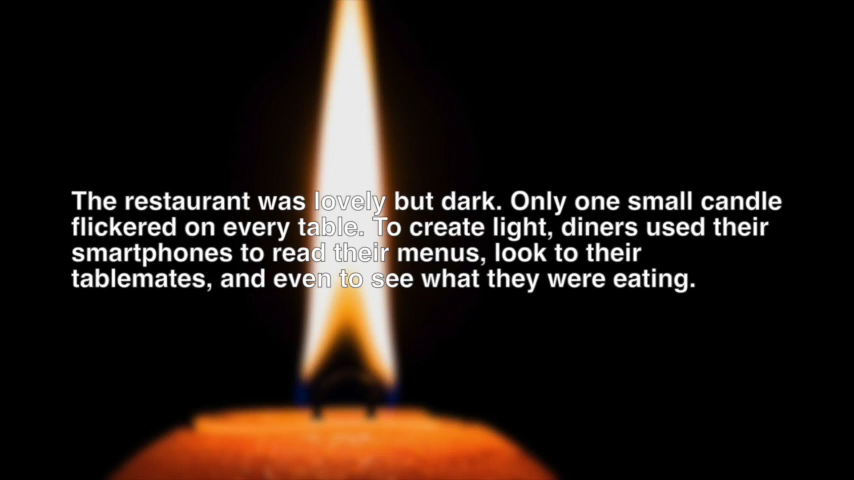 The restaurant was lovely but dark. Only one small candle
flickered on every table. To create light, diners used their
smartphones to read their menus, look to their
tablemates, and even to see what they were eating.